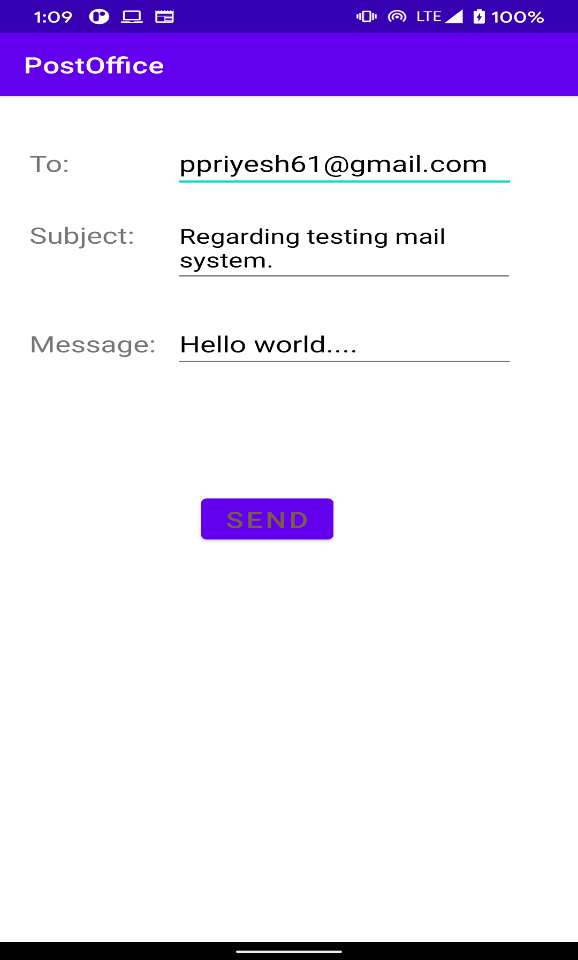 1:09 LTE 100%
PostOffice
To: ppriyesh61@gmail.com
Subject: Regarding testing mail
system.
Message: Hello world....
SEND